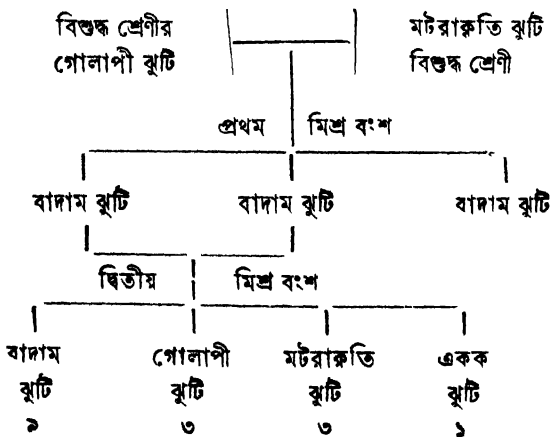 বিশুদ্ধ শ্রেণীর মটরাকৃতি ঝুটি
গোলাপী ঝুটি বিশুদ্ধ শ্রেণী
প্রথম মিশ্র বংশ
বাদাম ঝুটি বাদাম ঝুটি বাদাম ঝুটি
দ্বিতীয় মিশ্র বংশ
বাদাম গোলাপী মটরাকৃতি একক
ঝুটি ঝুটি ঝুটি ঝুটি
৯ ৩ ৩ ১